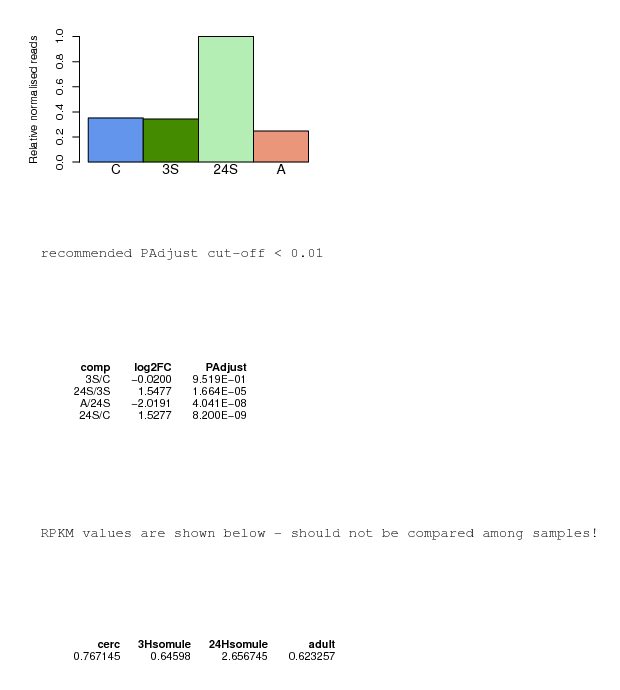 Relative normalised reads
1.0
0.8
0.6
0.4
0.2
0.0
C 3S 24S A
recommended PAdjust cut-off < 0.01
comp log2FC PAdjust
3S/C −0.0200 9.519E−01
24S/3S 1.5477 1.664E−05
A/24S −2.0191 4.041E−08
24S/C 1.5277 8.200E−09
RPKM values are shown below - should not be compared among samples!
cerc 3Hsomule 24Hsomule adult
0.767145 0.64598 2.656745 0.623257